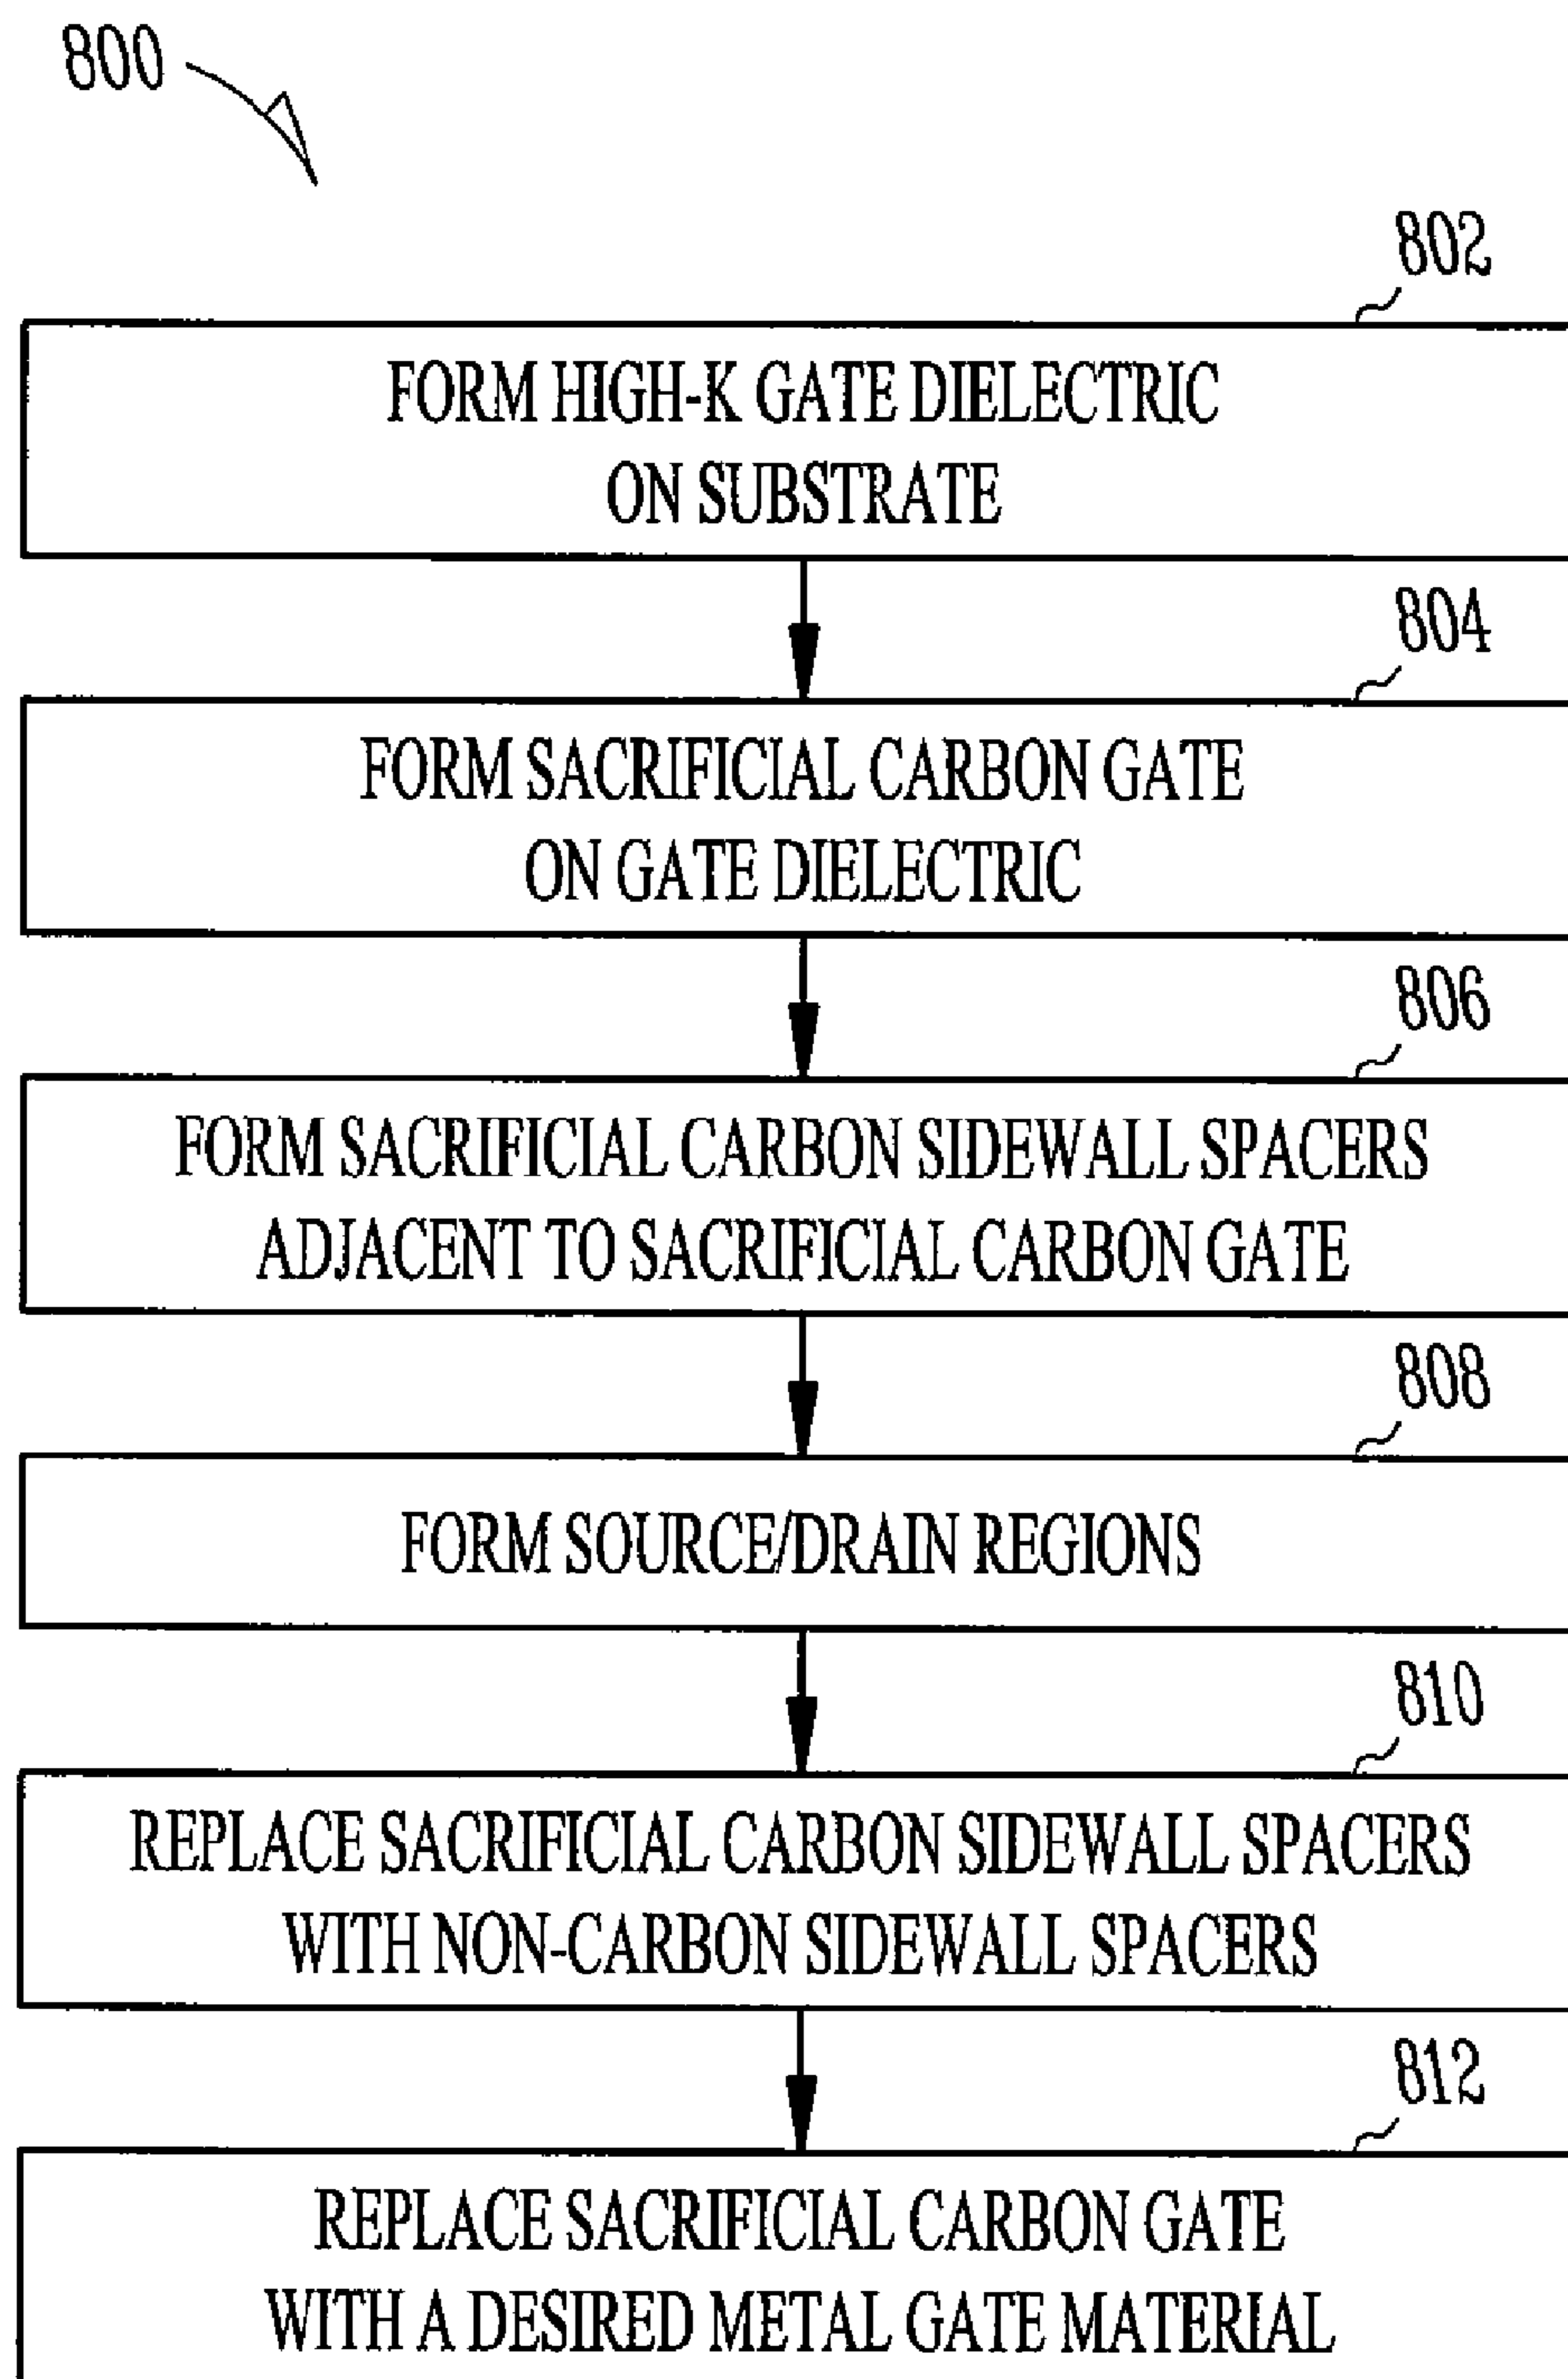 800
802
FORM HIGH-K GATE DIELECTRIC
ON SUBSTRATE
804
FORM SACRIFICIAL CARBON GATE
ON GATE DIELECTRIC
806
FORM SACRIFICIAL CARBON SIDEWALL SPACERS
ADJACENT TO SACRIFICIAL CARBON GATE
808
FORM SOURCE/DRAIN REGIONS
810
REPLACE SACRIFICIAL CARBON SIDEWALL SPACERS
WITH NON-CARBON SIDEWALL SPACERS
812
REPLACE SACRIFICIAL CARBON GATE
WITH A DESIRED METAL GATE MATERIAL